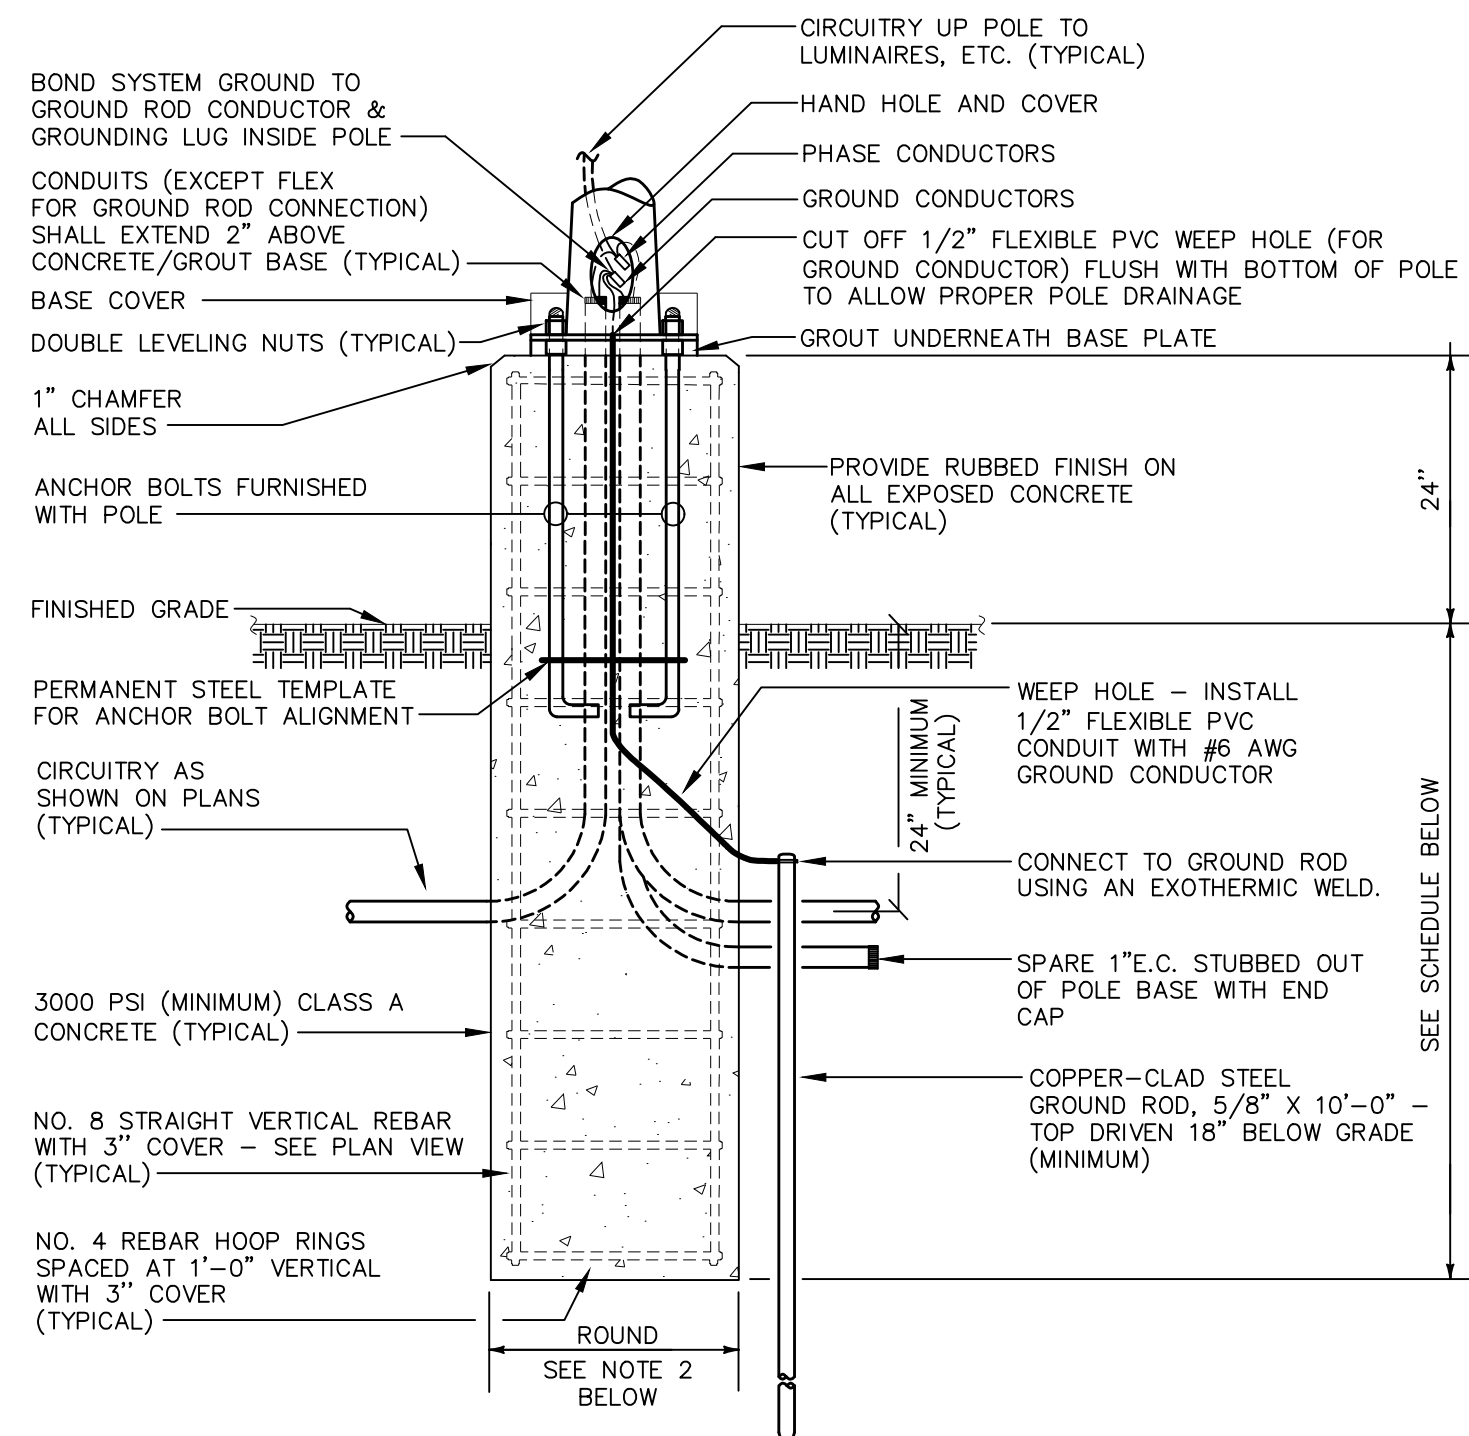 BOND SYSTEM GROUND TO
GROUND ROD CONDUCTOR &
GROUNDING LUG INSIDE POLE
CONDUITS (EXCEPT FLEX
FOR GROUND ROD CONNECTION)
SHALL EXTEND 2" ABOVE
CONCRETE/GROUT BASE (TYPICAL)
BASE COVER
DOUBLE LEVELING NUTS (TYPICAL)
1" CHAMFER
ALL SIDES
ANCHOR BOLTS FURNISHED
WITH POLE
FINISHED GRADE
PERMANENT STEEL TEMPLATE
FOR ANCHOR BOLT ALIGNMENT
CIRCUITRY AS
SHOWN ON PLANS
(TYPICAL)
3000 PSI (MINIMUM) CLASS A
CONCRETE (TYPICAL)
NO. 8 STRAIGHT VERTICAL REBAR
WITH 3" COVER – SEE PLAN VIEW
(TYPICAL)
NO. 4 REBAR HOOP RINGS
SPACED AT 1'–0" VERTICAL
WITH 3" COVER
(TYPICAL)
CIRCUITRY UP POLE TO
LUMINAIRES, ETC. (TYPICAL)
HAND HOLE AND COVER
PHASE CONDUCTORS
GROUND CONDUCTORS
CUT OFF 1/2" FLEXIBLE PVC WEEP HOLE (FOR
GROUND CONDUCTOR) FLUSH WITH BOTTOM OF POLE
TO ALLOW PROPER POLE DRAINAGE
GROUT UNDERNEATH BASE PLATE
PROVIDE RUBBED FINISH ON
ALL EXPOSED CONCRETE
(TYPICAL)
24"
WEEP HOLE – INSTALL
1/2" FLEXIBLE PVC
CONDUIT WITH #6 AWG
GROUND CONDUCTOR
24" MINIMUM
(TYPICAL)
CONNECT TO GROUND ROD
USING AN EXOTHERMIC WELD.
SPARE 1"E.C. STUBBED OUT
OF POLE BASE WITH END
CAP
COPPER–CLAD STEEL
GROUND ROD, 5/8" X 10'–0" –
TOP DRIVEN 18" BELOW GRADE
(MINIMUM)
SEE SCHEDULE BELOW
ROUND
SEE NOTE 2
BELOW